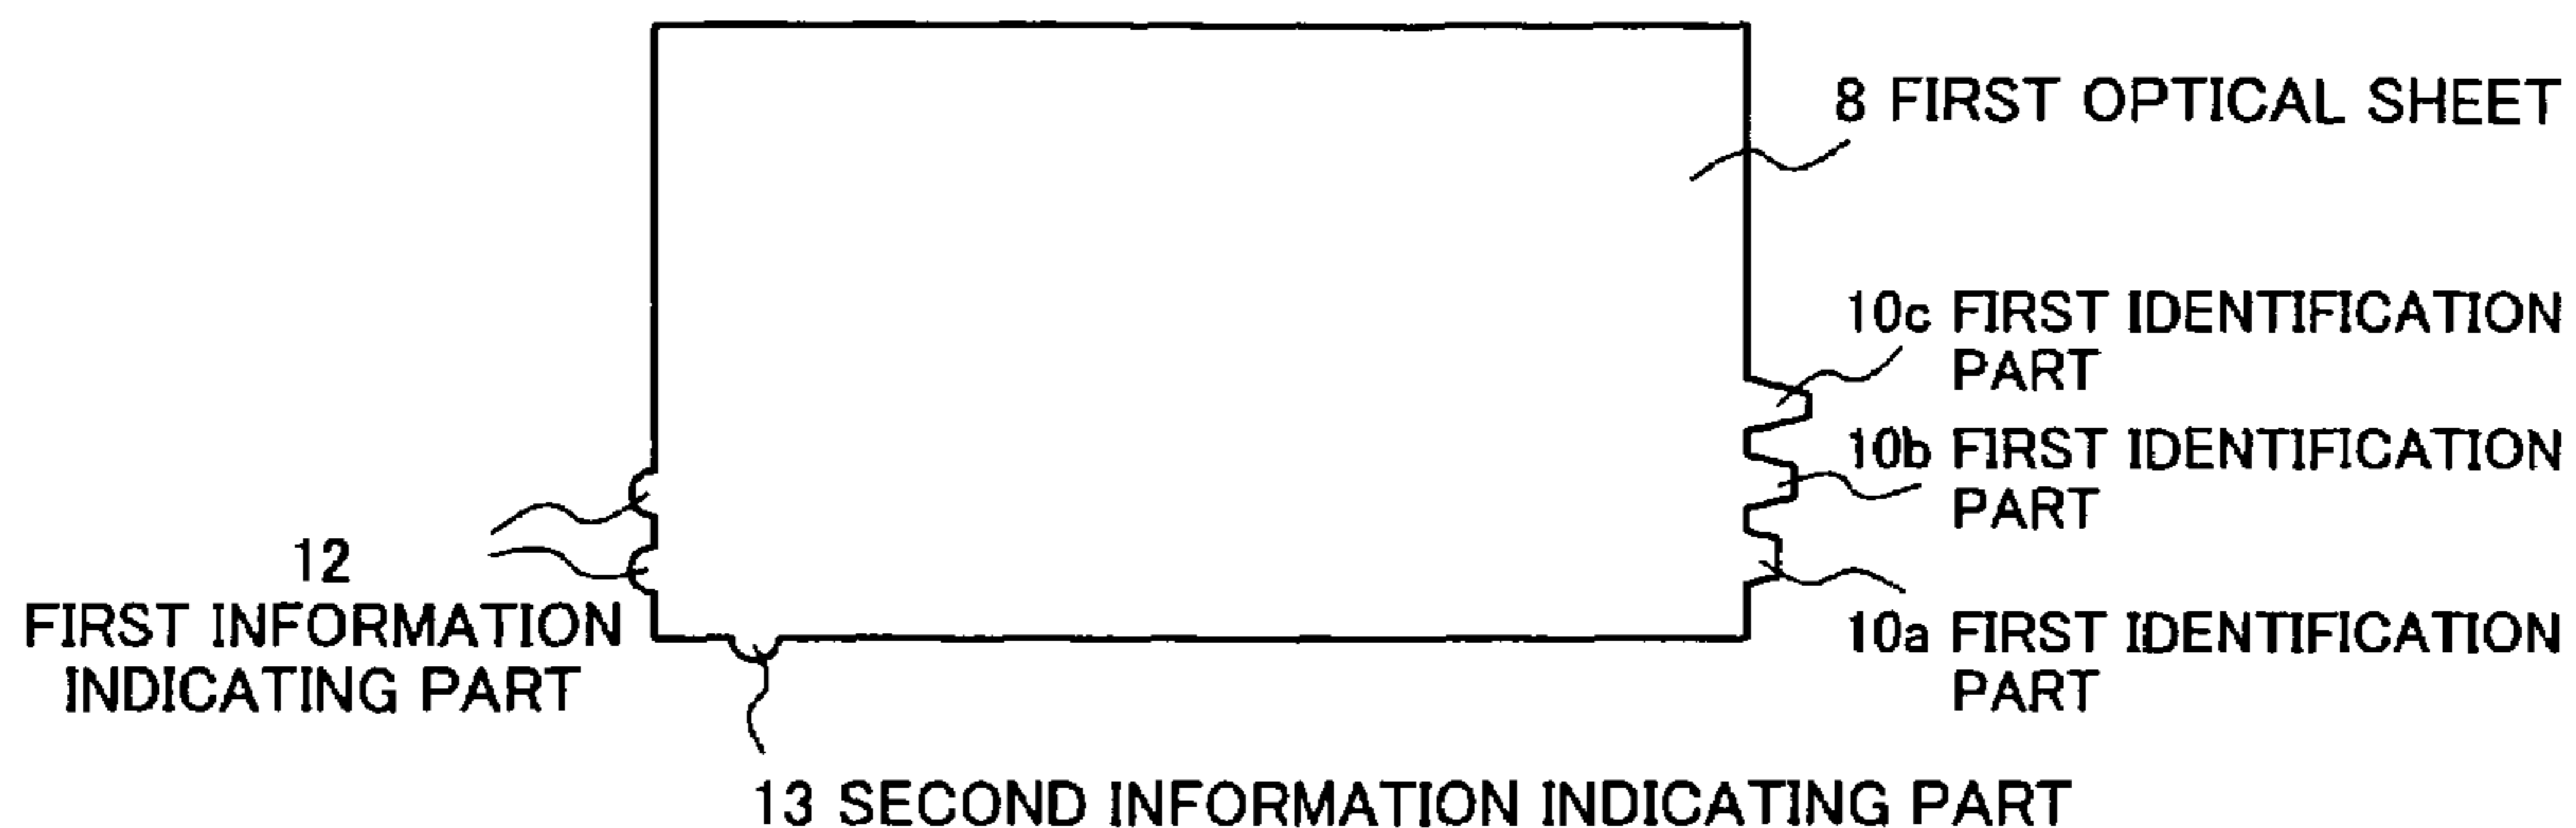 8 FIRST OPTICAL SHEET
10c FIRST IDENTIFICATION
PART
10b FIRST IDENTIFICATION
PART
12
FIRST INFORMATION
INDICATING PART
10a FIRST IDENTIFICATION
PART
13 SECOND INFORMATION INDICATING PART